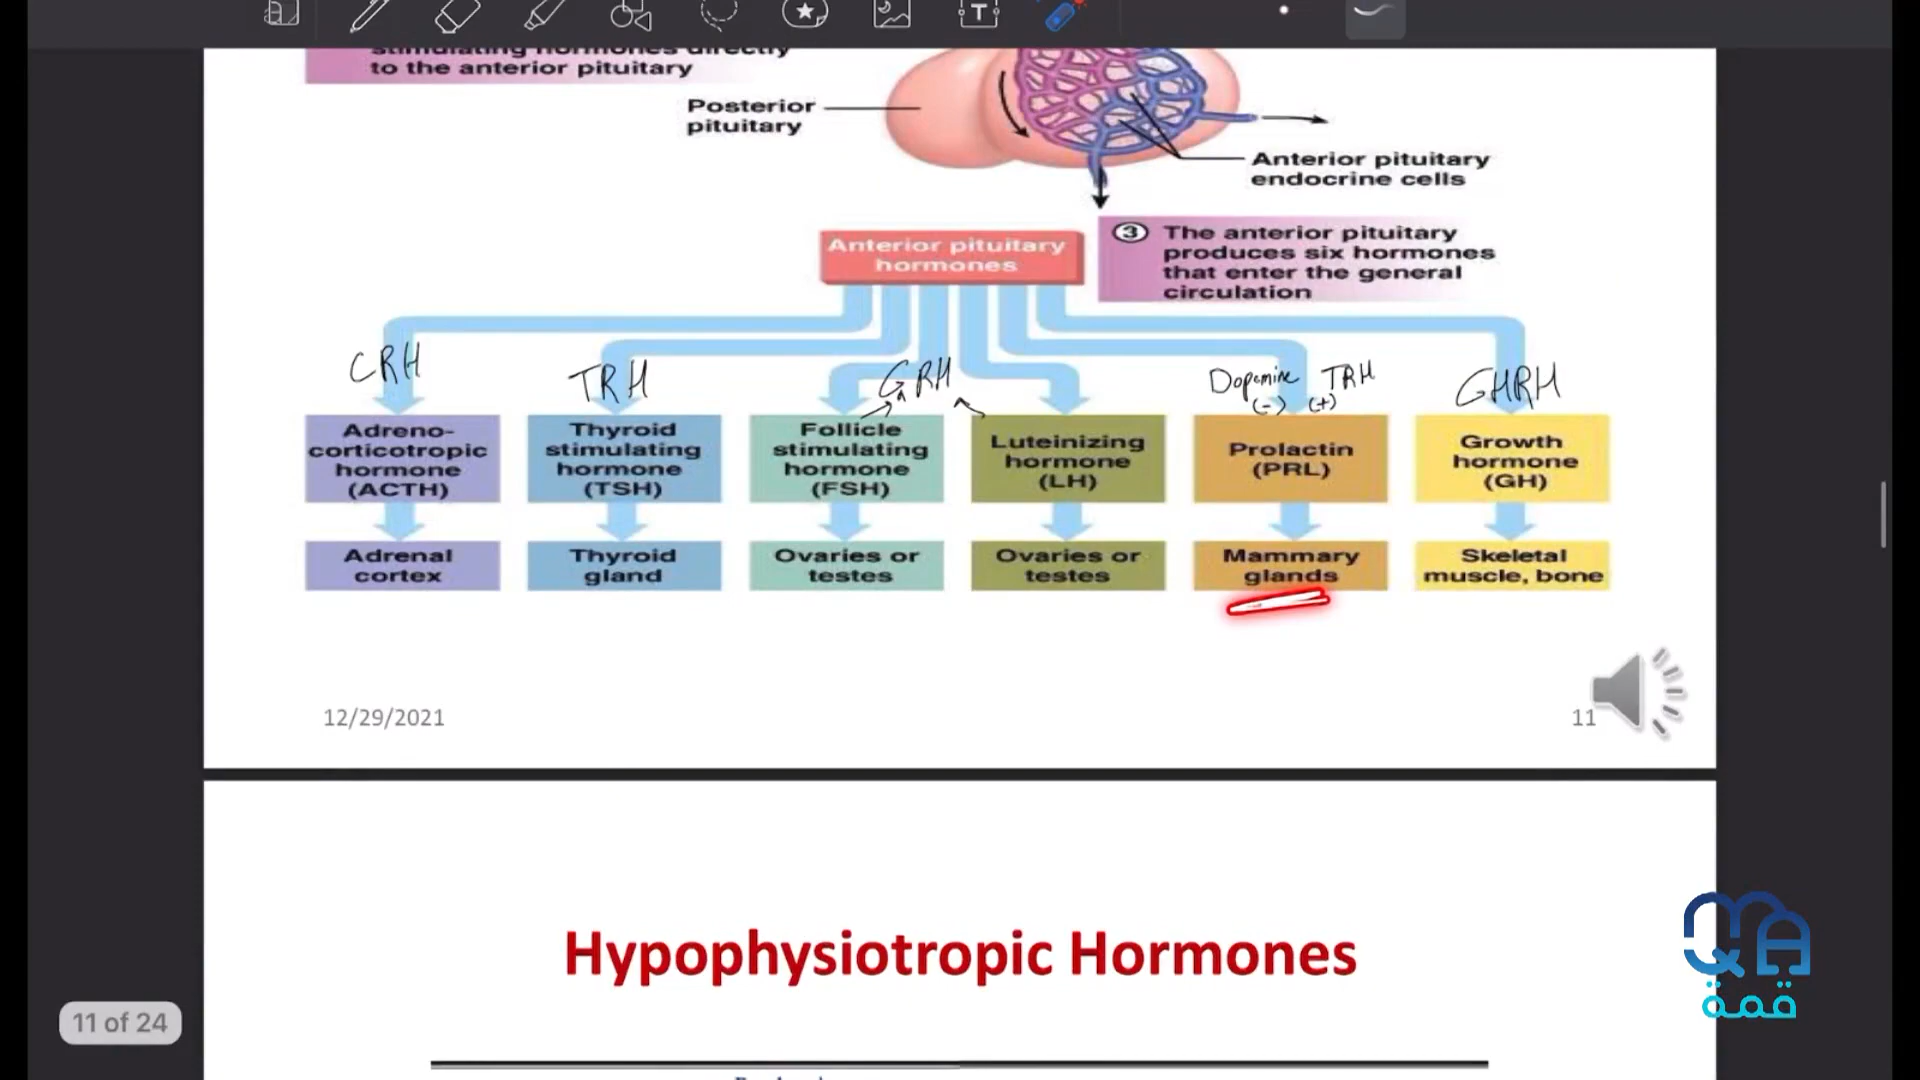 stimulating hormones directly
to the anterior pituitary
Posterior
pituitary
Anterior pituitary
endocrine cells
Anterior pituitary
hormones
3 The anterior pituitary
produces six hormones
that enter the general
circulation
CRH
TRH
GnRH
Dopamine TRH
(-) (+)
GHRH
Adreno-
corticotropic
hormone
(ACTH)
Thyroid
stimulating
hormone
(TSH)
Follicle
stimulating
hormone
(FSH)
Luteinizing
hormone
(LH)
Prolactin
(PRL)
Growth
hormone
(GH)
Adrenal
cortex
Thyroid
gland
Ovaries or
testes
Ovaries or
testes
Mammary
glands
Skeletal
muscle, bone
12/29/2021
11
Hypophysiotropic Hormones
11 of 24
قمة